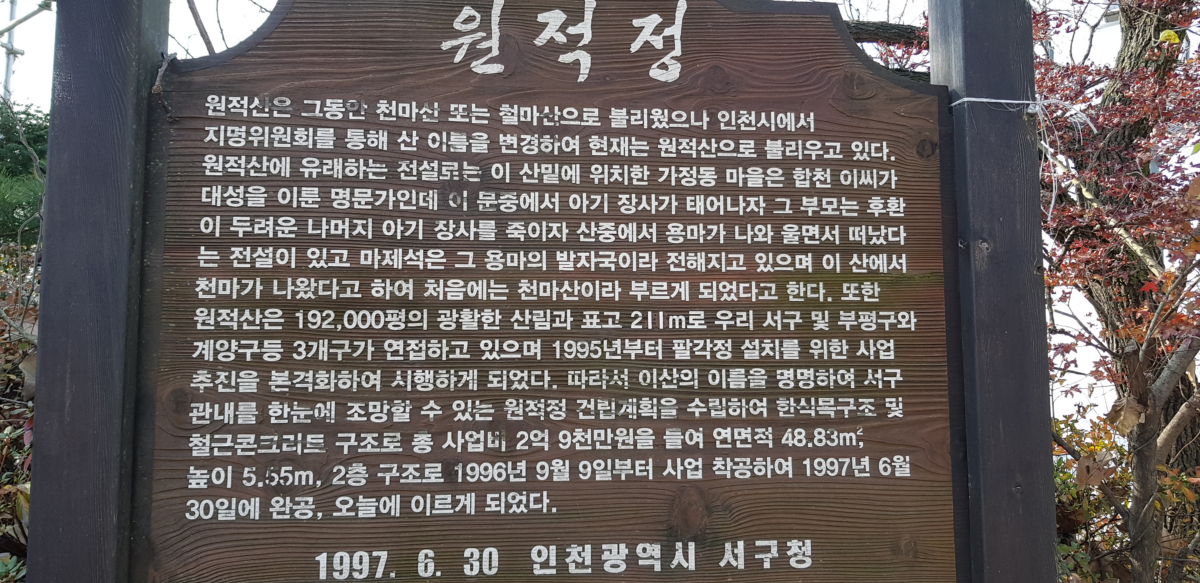 원적정
원적산은 그동안 천마산 또는 철마산으로 불리웠으나 인천시에서
지명위원회를 통해 산 이름을 변경하여 현재는 원적산으로 불리우고 있다.
원적산에 유래하는 전설로는 이 산밑에 위치한 가정동 마을은 합천 이씨가
대성을 이룬 명문가인데 이 문중에서 아기 장사가 태어나자 그 부모는 후환
이 두려운 나머지 아기 장사를 죽이자 산중에서 용마가 나와 울면서 떠났다
는 전설이 있고 마제석은 그 용마의 발자국이라 전해지고 있으며 이 산에서
천마가 나왔다고 하여 처음에는 천마산이라 부르게 되었다고 한다. 또한
원적산은 192,000평의 광활한 산림과 표고 211m로 우리 서구 및 부평구와
계양구등 3개구가 연접하고 있으며 1995년부터 팔각정 설치를 위한 사업
추진을 본격화하여 시행하게 되었다. 따라서 이산의 이름을 명명하여 서구
관내를 한눈에 조망할 수 있는 원적정 건립계획을 수립하여 한식목구조 및
철근콘크리트 구조로 총 사업비 2억 9천만원을 들여 연면적 48.83㎡,
높이 5.55m, 2층 구조로 1996년 9월 9일부터 사업 착공하여 1997년 6월
30일에 완공, 오늘에 이르게 되었다.
1997. 6. 30 인천광역시 서구청